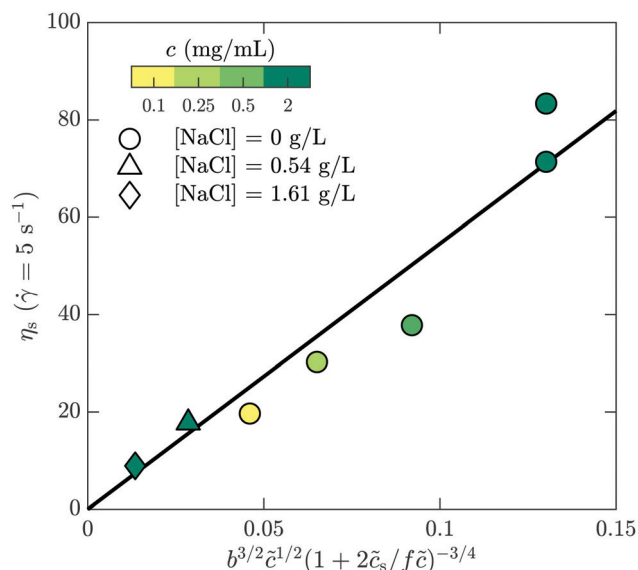 100
80
60
40
20
0
ηs (γ̇ = 5 s⁻¹)
c (mg/mL)
0.1 0.25 0.5 2
[NaCl] = 0 g/L
[NaCl] = 0.54 g/L
[NaCl] = 1.61 g/L
0 0.05 0.1 0.15
b^{3/2}c̃^{1/2}(1 + 2c̃ₛ/fc̃)^{−3/4}